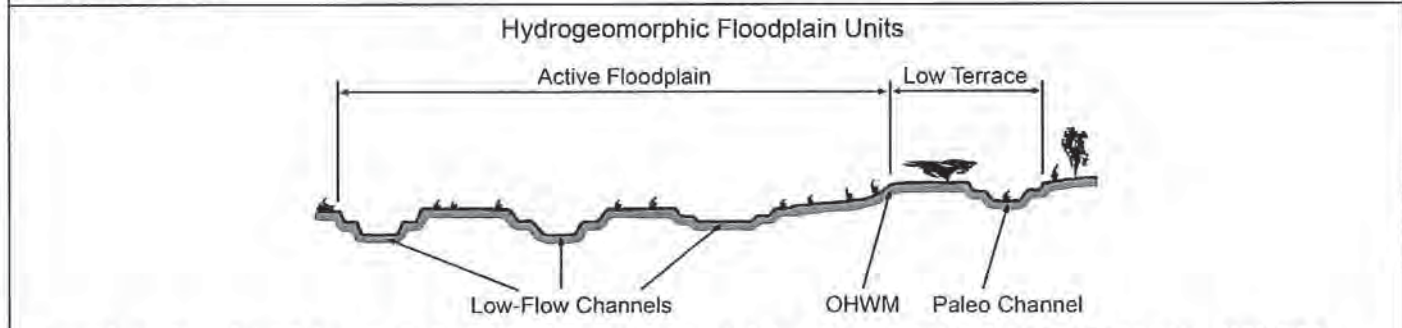 Hydrogeomorphic Floodplain Units
Active Floodplain
Low Terrace
Low-Flow Channels
OHWM
Paleo Channel